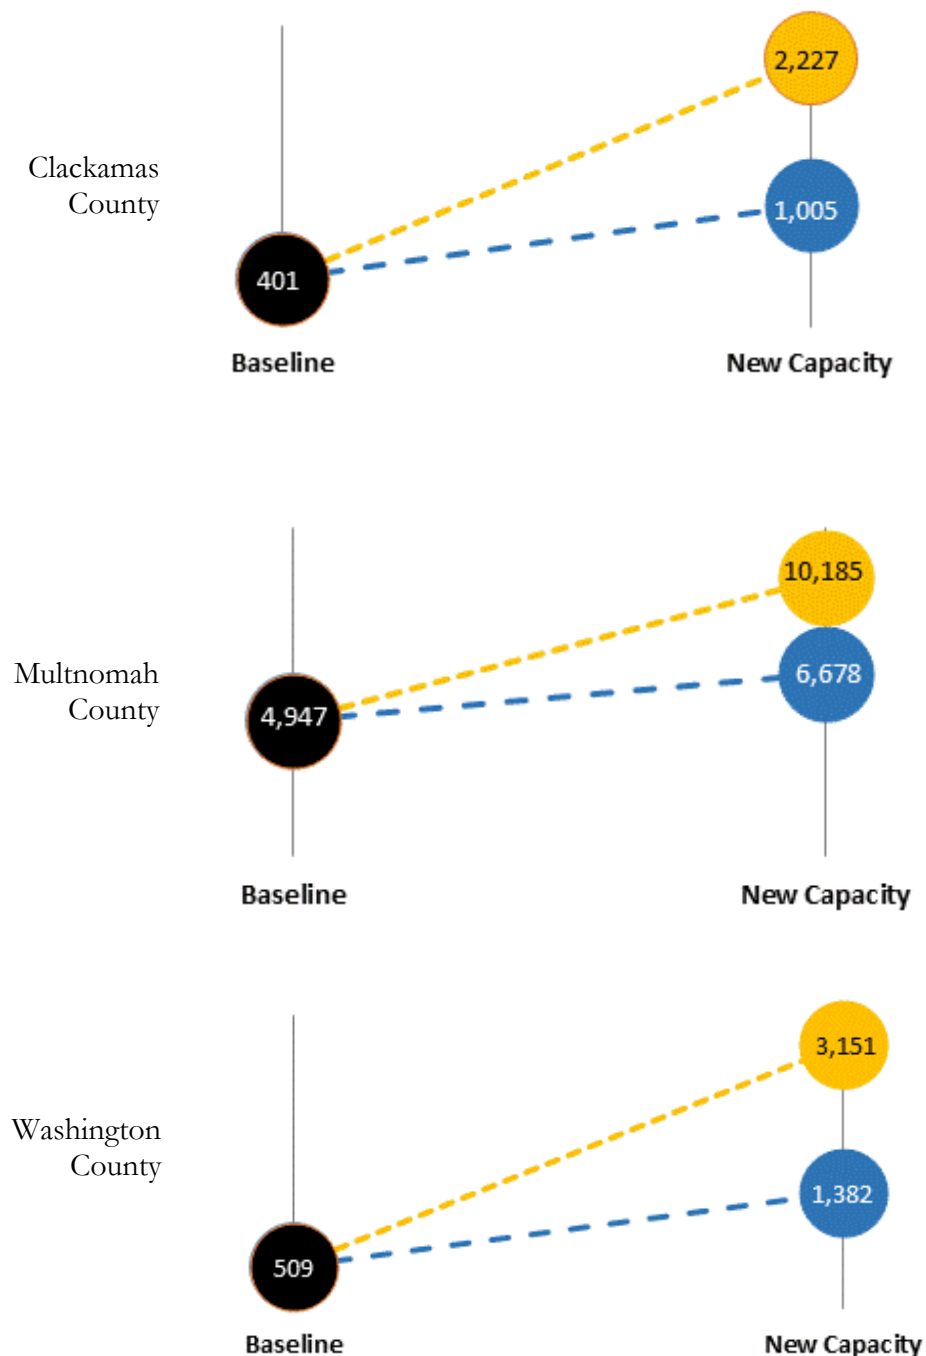 2,227
Clackamas
County
1,005
401
Baseline
New Capacity
10,185
Multnomah
County
6,678
4,947
Baseline
New Capacity
3,151
Washington
County
1,382
509
Baseline
New Capacity